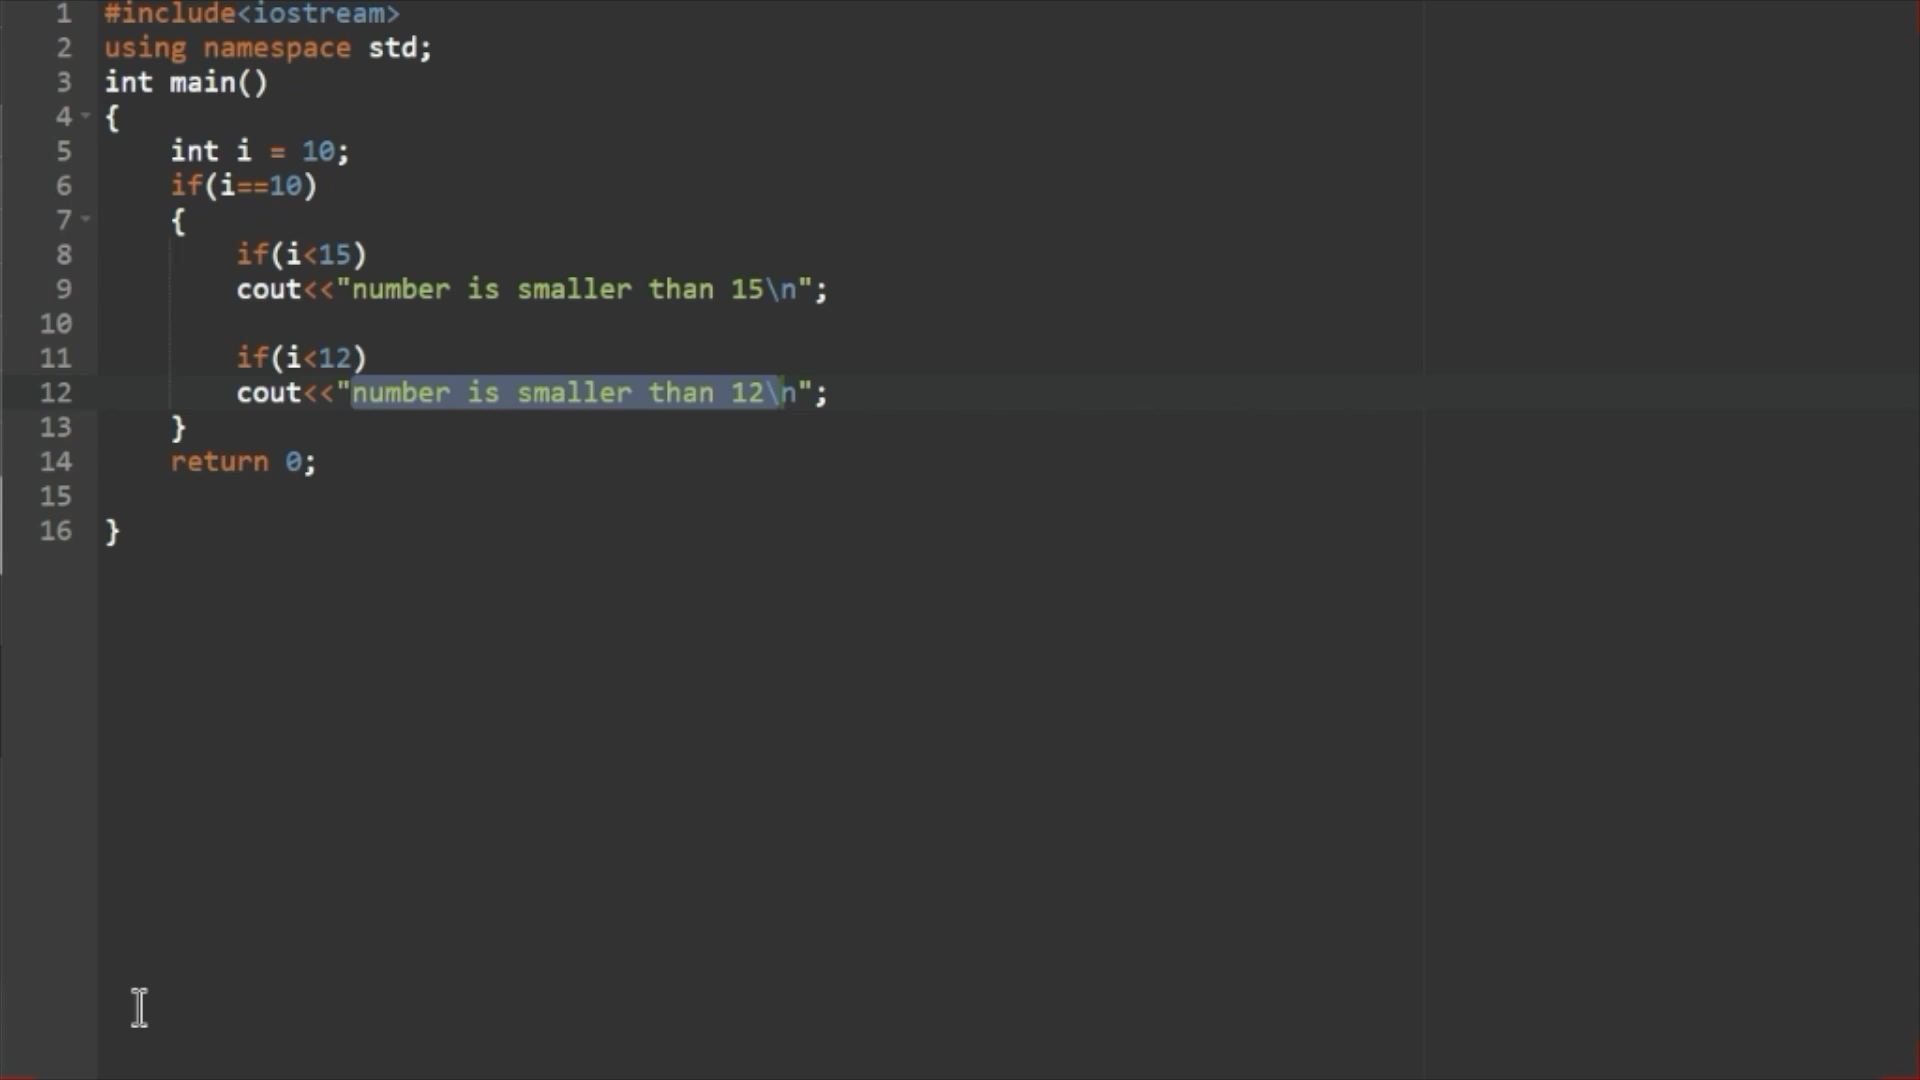 1 #include<iostream>
2 using namespace std;
3 int main()
4 {
5     int i = 10;
6     if(i==10)
7     {
8         if(i<15)
9         cout<<"number is smaller than 15\n";
10
11         if(i<12)
12         cout<<"number is smaller than 12\n";
13     }
14     return 0;
15
16 }